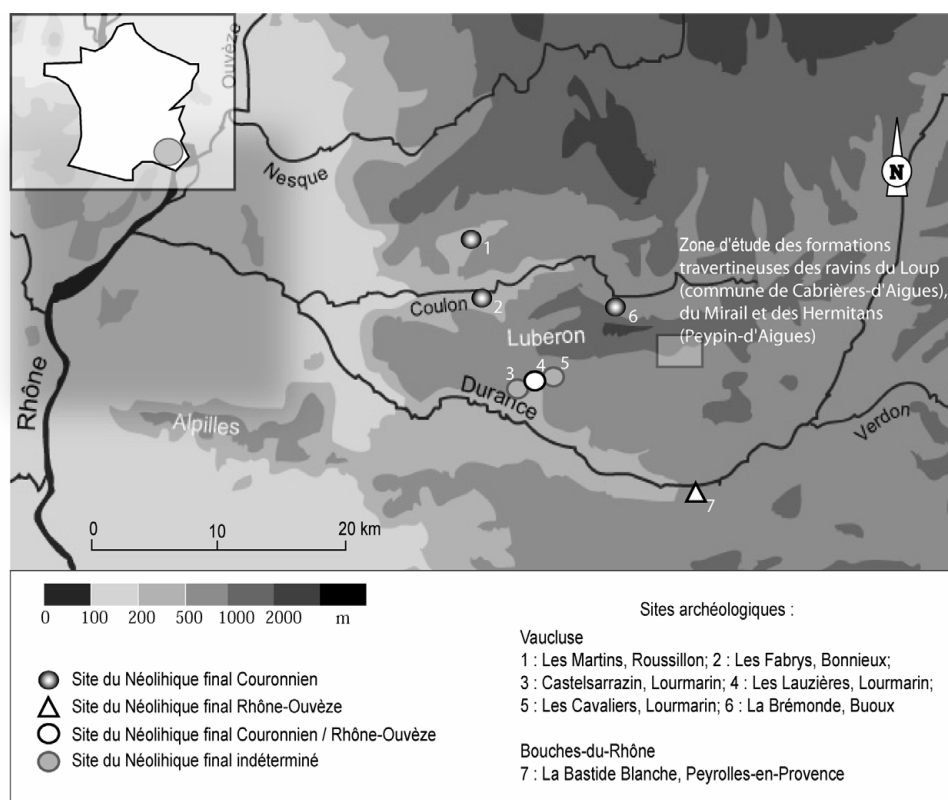 Ouvèze
Nesque
N
1
Zone d'étude des formations
travertineuses des ravins du Loup
(commune de Cabrières-d'Aigues),
du Mirail et des Hermitans
(Peypin-d'Aigues)
Coulon
2
6
Luberon
3
4
5
Durance
Rhône
Alpilles
Verdon
7
0 10 20 km
0 100 200 500 1000 2000 m
Site du Néolihique final Couronnien
Site du Néolihique final Rhône-Ouvèze
Site du Néolihique final Couronnien / Rhône-Ouvèze
Site du Néolihique final indéterminé
Sites archéologiques :
Vaucluse
1 : Les Martins, Roussillon; 2 : Les Fabrys, Bonnieux;
3 : Castelsarrazin, Lourmarin; 4 : Les Lauzières, Lourmarin;
5 : Les Cavaliers, Lourmarin; 6 : La Brémonde, Buoux
Bouches-du-Rhône
7 : La Bastide Blanche, Peyrolles-en-Provence